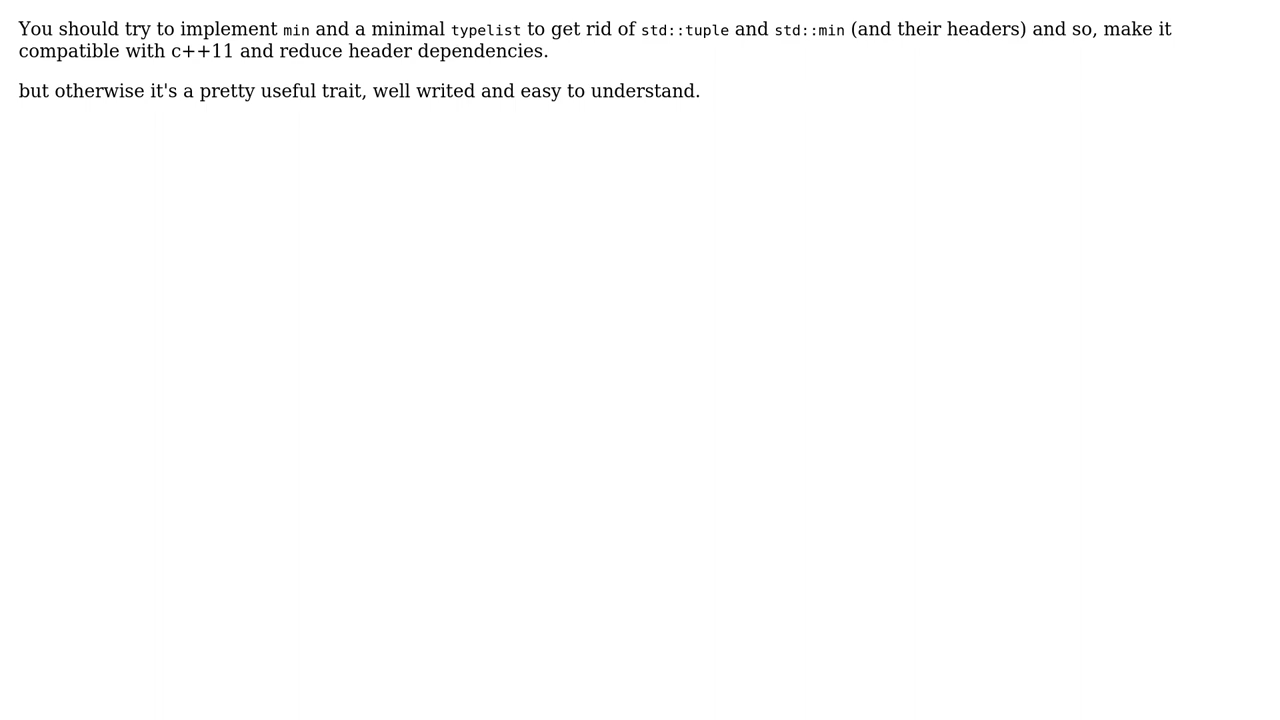 You should try to implement min and a minimal typelist to get rid of std::tuple and std::min (and their headers) and so, make it
compatible with c++11 and reduce header dependencies.
but otherwise it's a pretty useful trait, well writed and easy to understand.